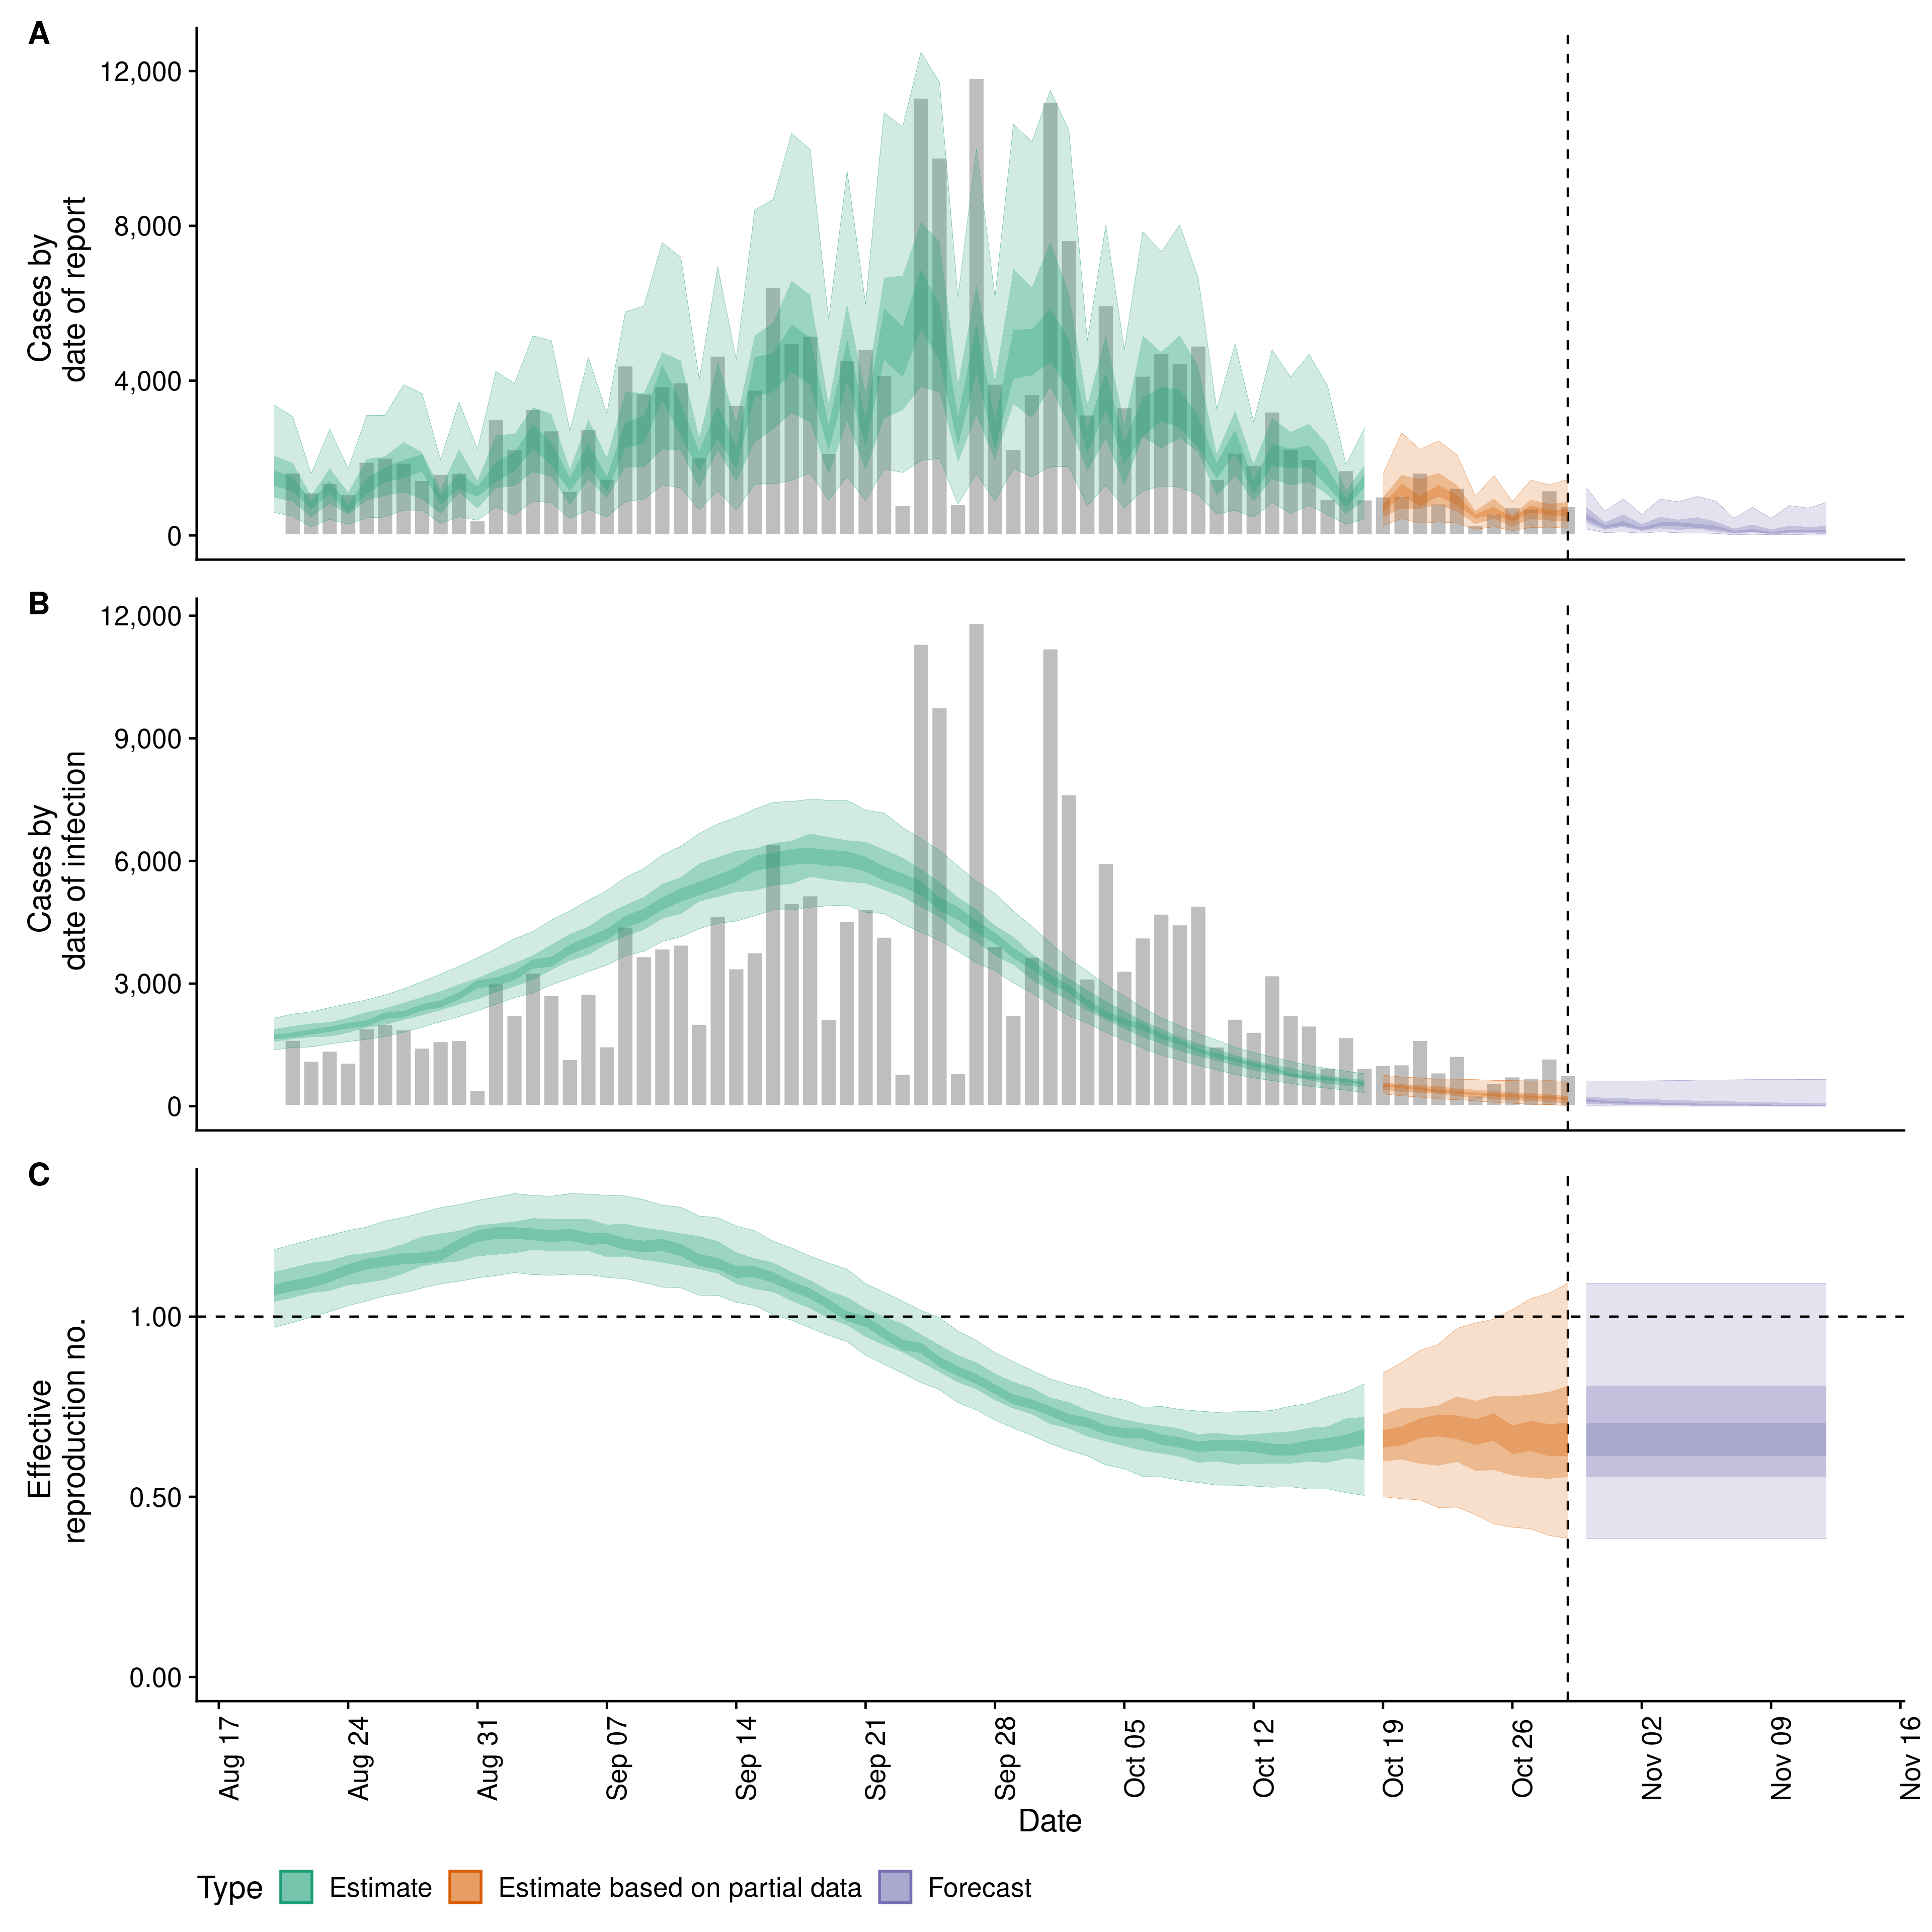 A
12,000
8,000
4,000
0
Cases by
date of report
B
12,000
9,000
6,000
3,000
0
Cases by
date of infection
C
1.00
0.50
0.00
Effective
reproduction no.
Aug 17
Aug 24
Aug 31
Sep 07
Sep 14
Sep 21
Sep 28
Oct 05
Oct 12
Oct 19
Oct 26
Nov 02
Nov 09
Nov 16
Date
Type Estimate Estimate based on partial data Forecast